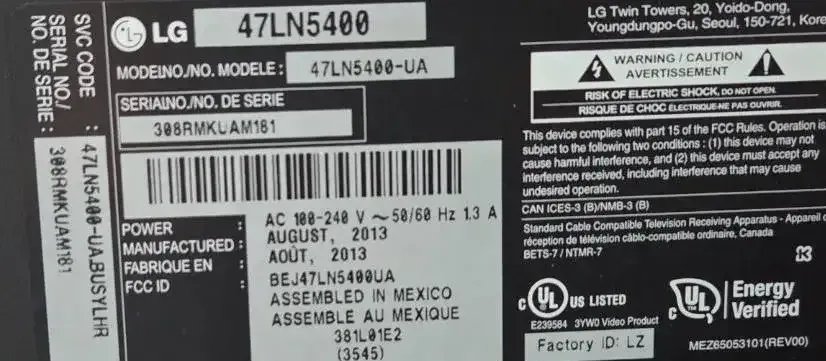 SVC CODE : 47LN5400-UA.BUSYLHR
SERIAL NO./
NO. DE SERIE : 308RMKUAM181
LG 47LN5400
MODELNO./NO. MODELE : 47LN5400-UA
SERIALNO./NO. DE SERIE
308RMKUAM181
POWER : AC 100-240 V ~ 50/60 Hz 1.3 A
MANUFACTURED : AUGUST, 2013
FABRIQUE EN : AOÛT, 2013
FCC ID : BEJ47LN5400UA
ASSEMBLED IN MEXICO
ASSEMBLE AU MEXIQUE
381L01E2
(3545)
LG Twin Towers, 20, Yoido-Dong,
Youngdungpo-Gu, Seoul, 150-721, Kore
WARNING / CAUTION
AVERTISSEMENT
RISK OF ELECTRIC SHOCK, DO NOT OPEN.
RISQUE DE CHOC ÉLECTRIQUE-NE PAS OUVRIR.
This device complies with part 15 of the FCC Rules. Operation is
subject to the following two conditions : (1) this device may not
cause harmful interference, and (2) this device must accept any
interference received, including interference that may cause
undesired operation.
CAN ICES-3 (B)/NMB-3 (B)
Standard Cable Compatible Television Receiving Apparatus - Appareil de
réception de télévision câblo-compatible ordinaire, Canada
BETS-7 / NTMR-7
c UL US LISTED
E239584 3YW0 Video Product
c UL Energy
Verified
Factory ID: LZ
MEZ65053101(REV00)